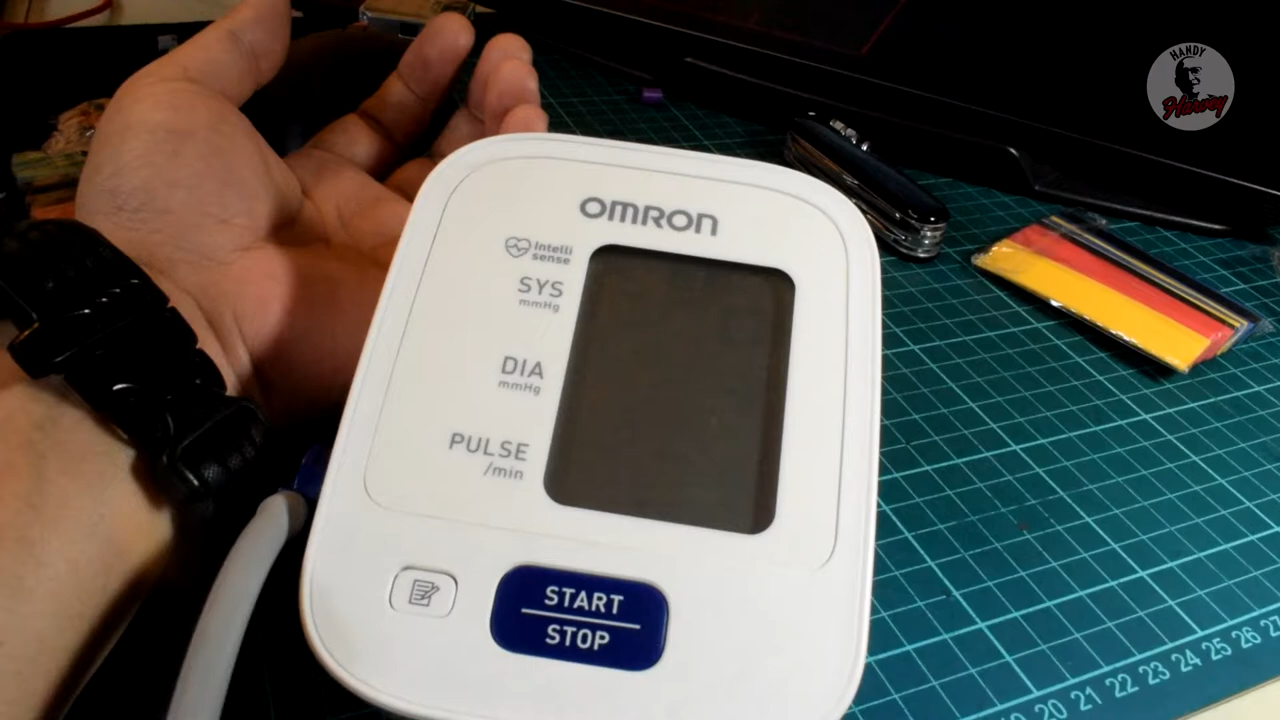 HANDY
Harvey
OMRON
Intelli
sense
SYS
mmHg
DIA
mmHg
PULSE
/min
START
STOP
20 21 22 23 24 25 26